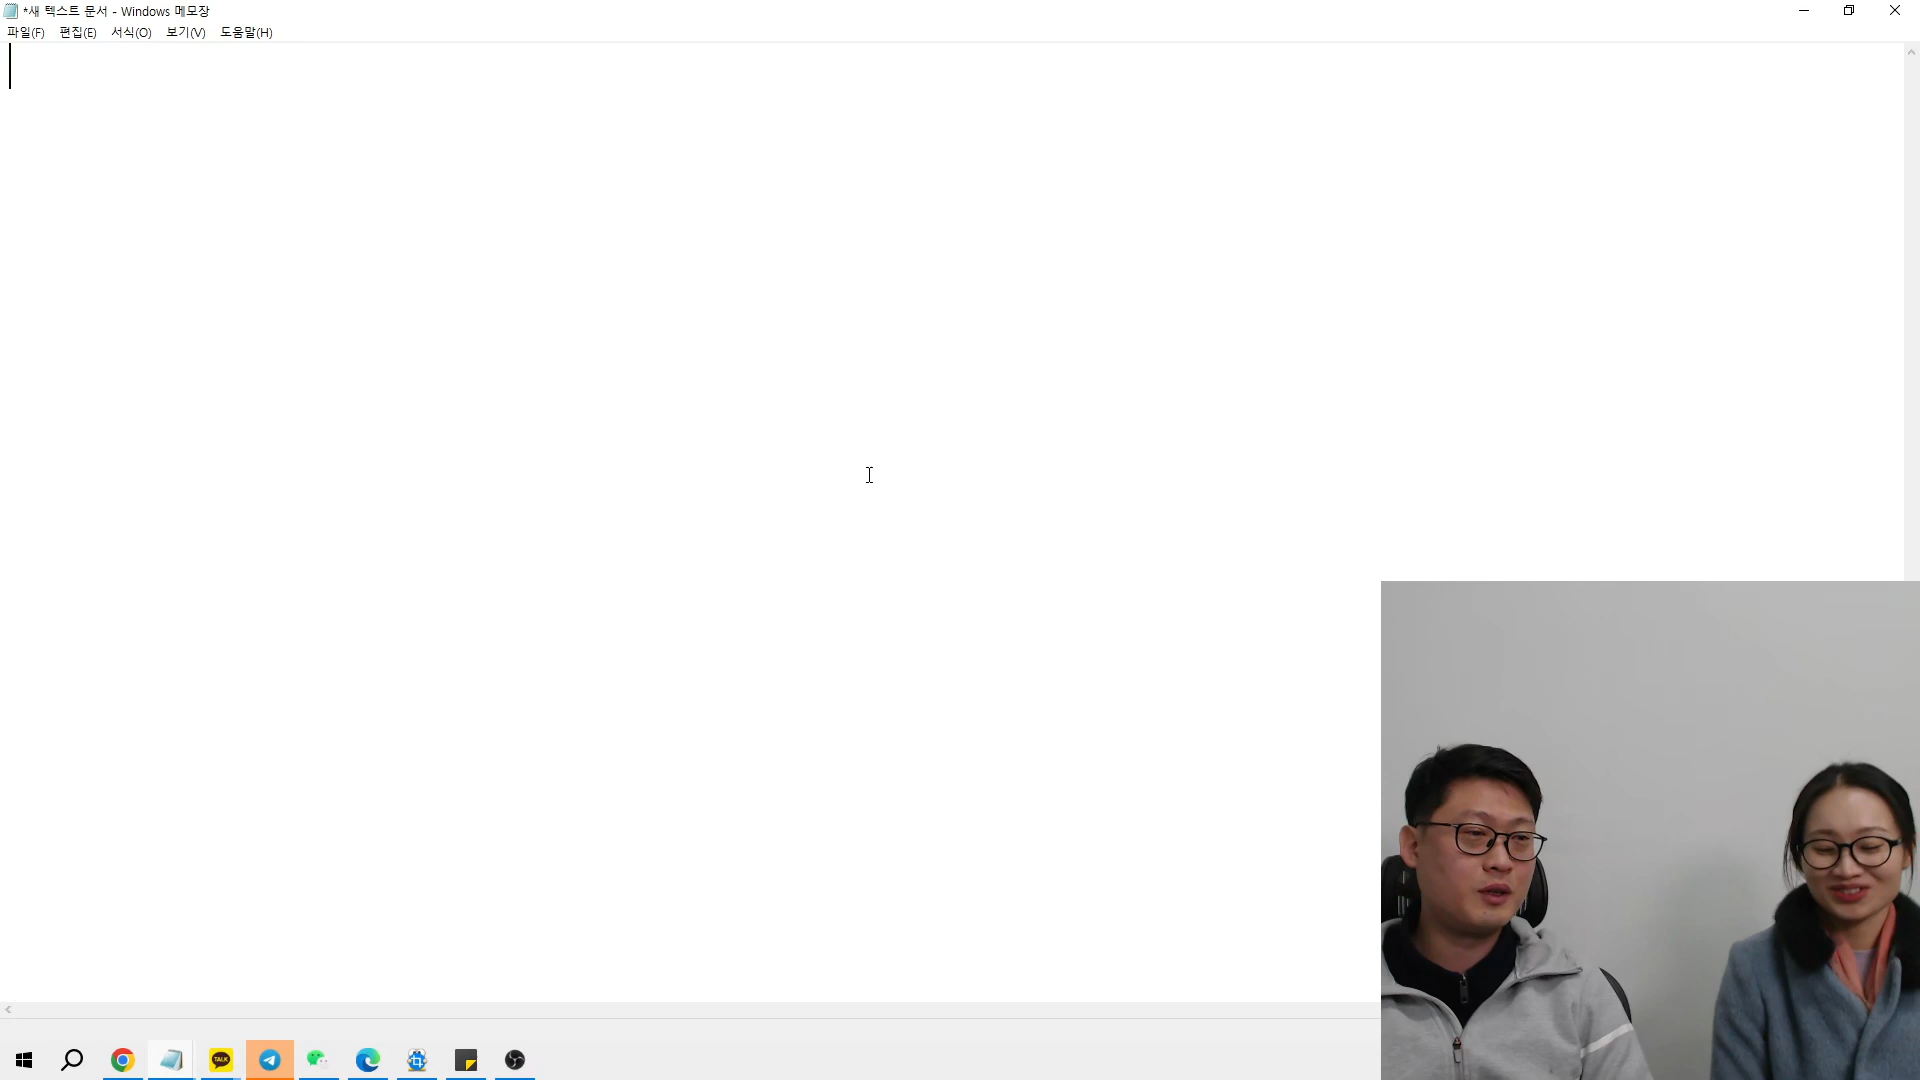 *새 텍스트 문서 - Windows 메모장
파일(F) 편집(E) 서식(O) 보기(V) 도움말(H)
TALK